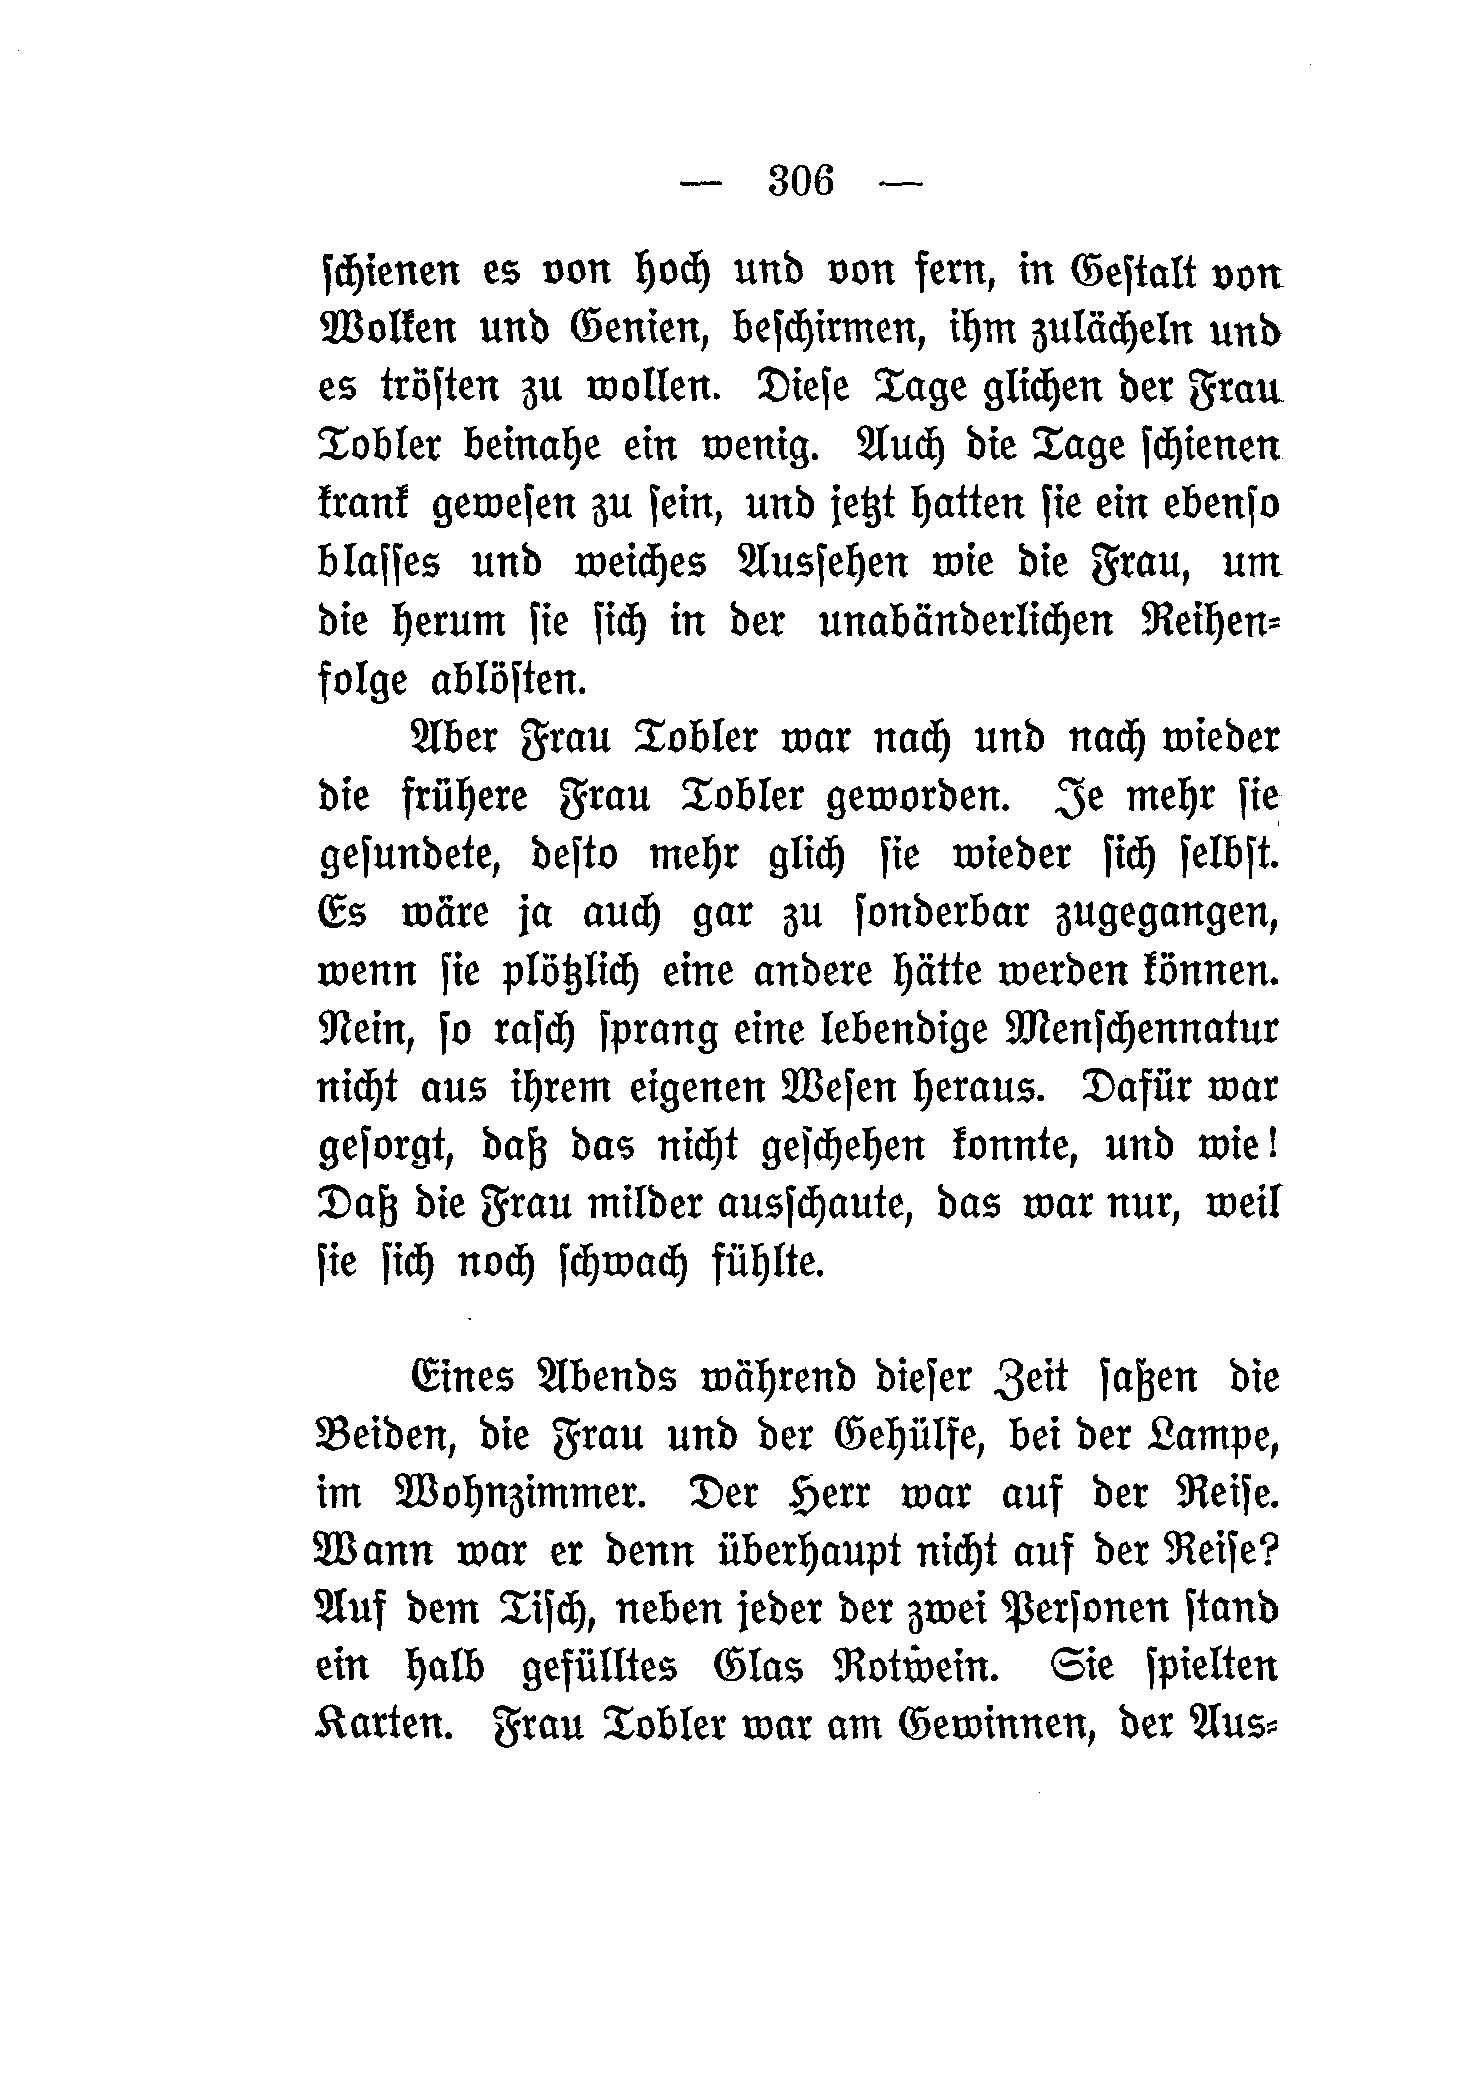 — 306 —
ſchienen es von hoch und von fern, in Geſtalt von
Wolken und Genien, beſchirmen, ihm zulächeln und
es tröſten zu wollen. Dieſe Tage glichen der Frau
Tobler beinahe ein wenig. Auch die Tage ſchienen
krank geweſen zu ſein, und jetzt hatten ſie ein ebenſo
blaſſes und weiches Ausſehen wie die Frau, um
die herum ſie ſich in der unabänderlichen Reihen-
folge ablöſten.
Aber Frau Tobler war nach und nach wieder
die frühere Frau Tobler geworden. Je mehr ſie
geſundete, deſto mehr glich ſie wieder ſich ſelbſt.
Es wäre ja auch gar zu ſonderbar zugegangen,
wenn ſie plötzlich eine andere hätte werden können.
Nein, ſo raſch ſprang eine lebendige Menſchennatur
nicht aus ihrem eigenen Weſen heraus. Dafür war
geſorgt, daß das nicht geſchehen konnte, und wie!
Daß die Frau milder ausſchaute, das war nur, weil
ſie ſich noch ſchwach fühlte.
Eines Abends während dieſer Zeit ſaßen die
Beiden, die Frau und der Gehülfe, bei der Lampe,
im Wohnzimmer. Der Herr war auf der Reiſe.
Wann war er denn überhaupt nicht auf der Reiſe?
Auf dem Tiſch, neben jeder der zwei Perſonen ſtand
ein halb gefülltes Glas Rotwein. Sie ſpielten
Karten. Frau Tobler war am Gewinnen, der Aus-